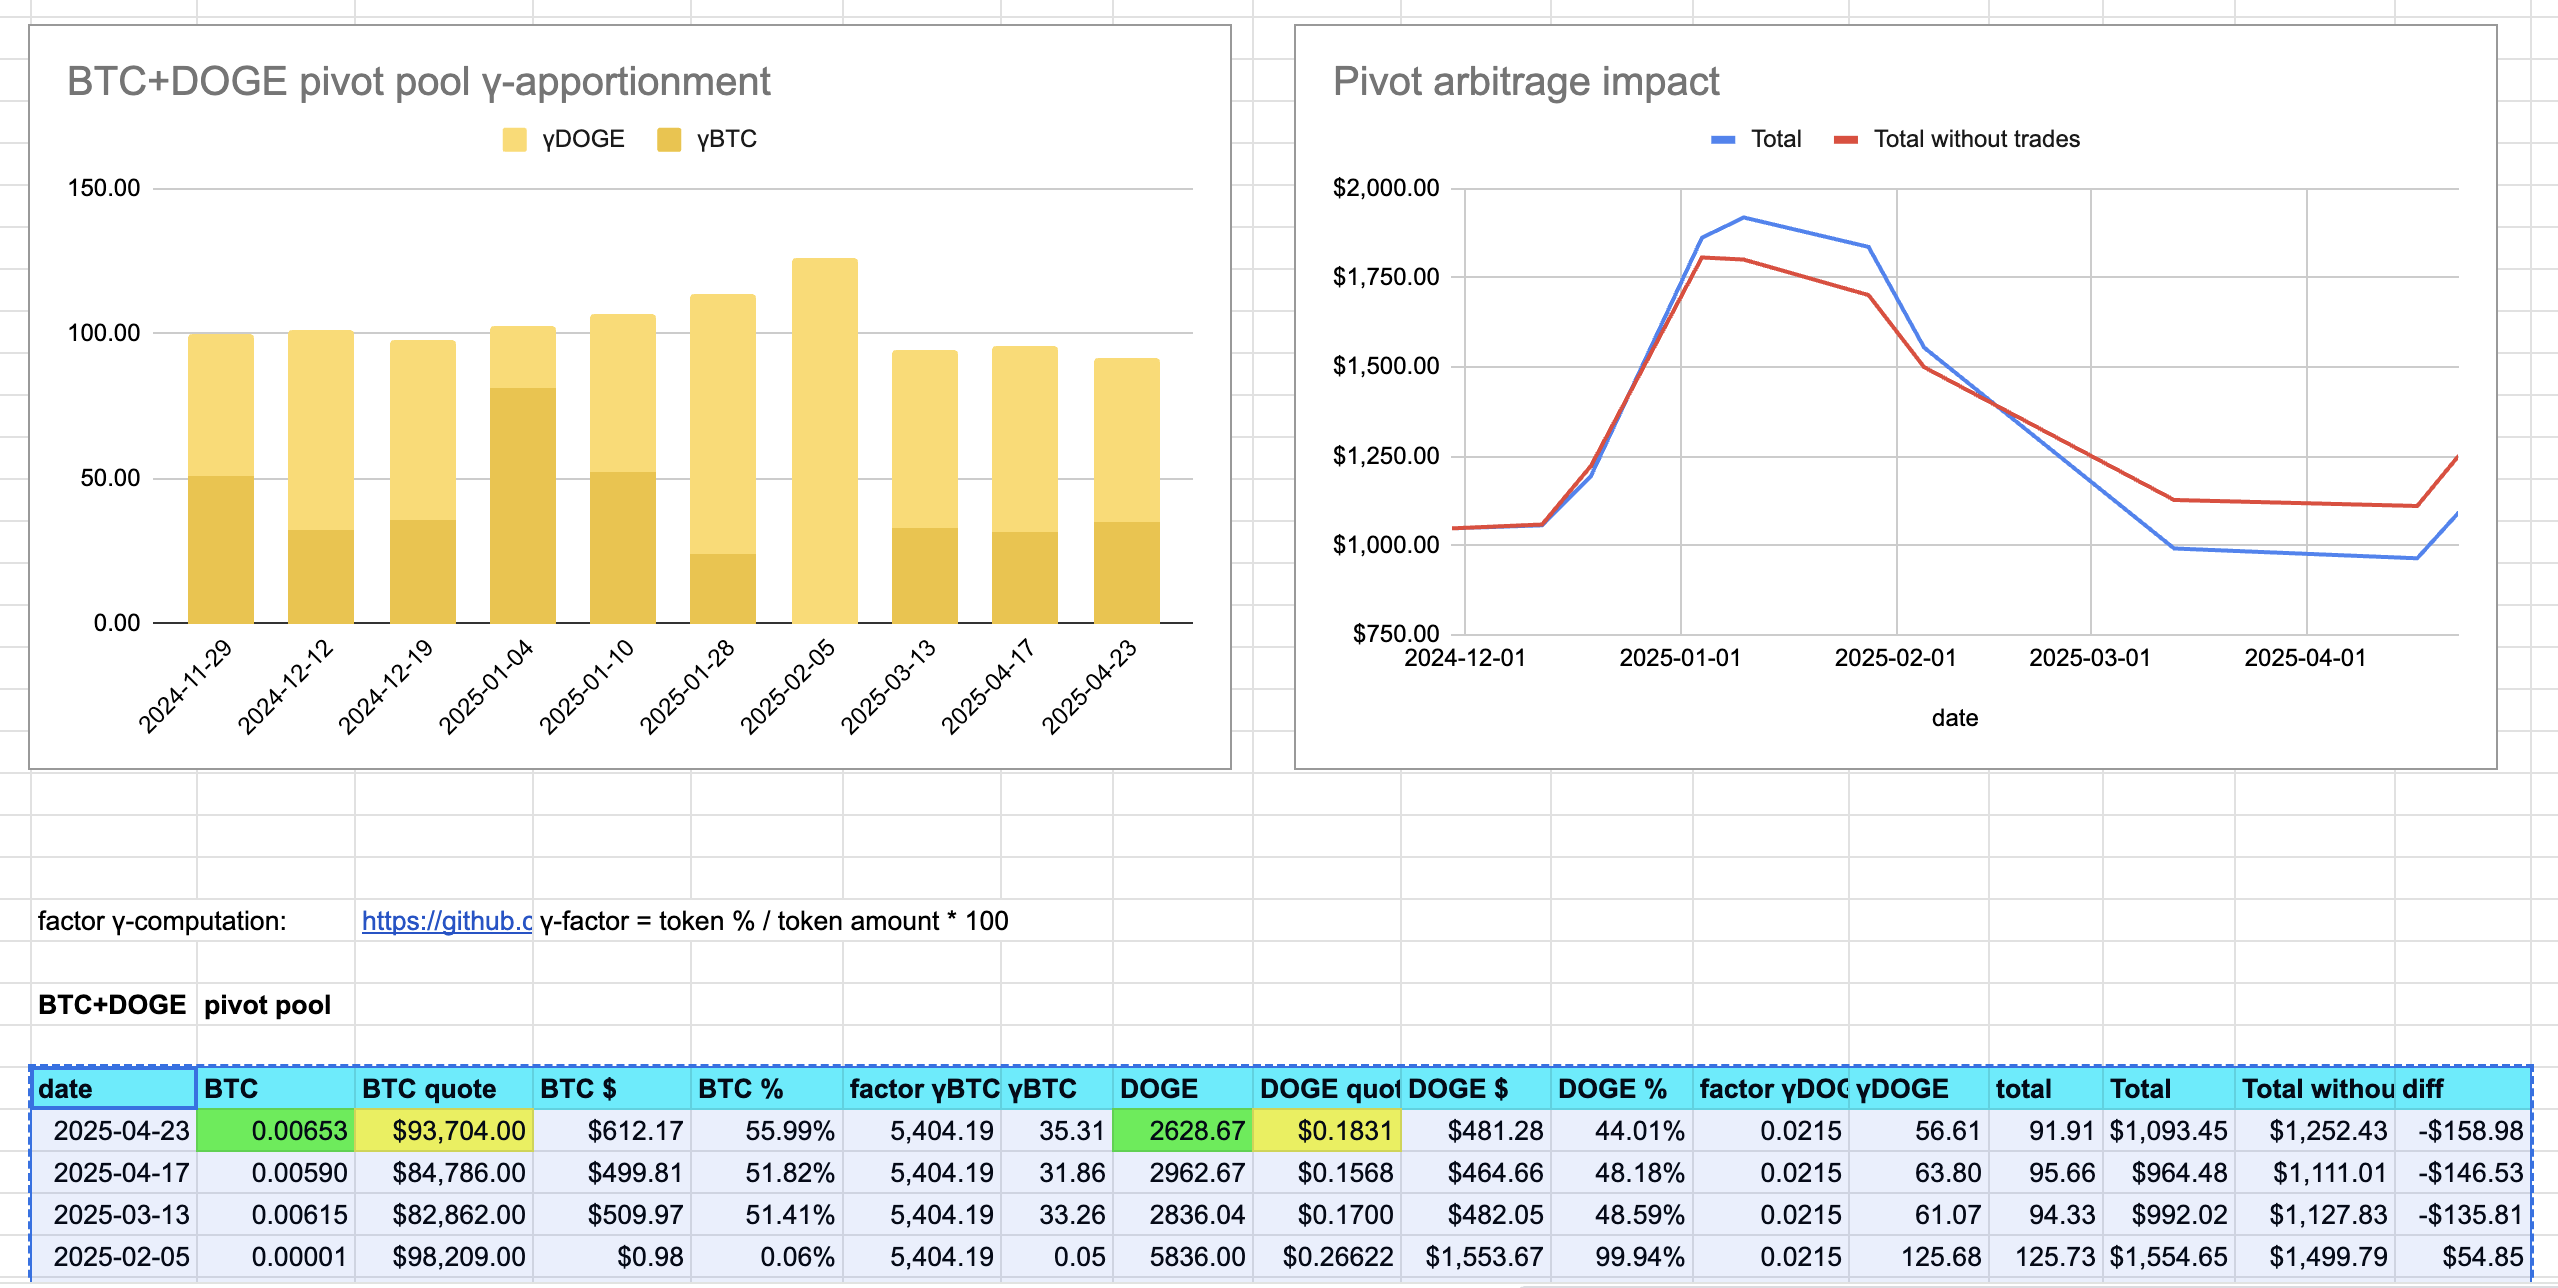 BTC+DOGE pivot pool γ-apportionment
γDOGE γBTC
150.00
100.00
50.00
0.00
2024-11-29 2024-12-12 2024-12-19 2025-01-04 2025-01-10 2025-01-28 2025-02-05 2025-03-13 2025-04-17 2025-04-23
Pivot arbitrage impact
Total Total without trades
$2,000.00
$1,750.00
$1,500.00
$1,250.00
$1,000.00
$750.00
2024-12-01 2025-01-01 2025-02-01 2025-03-01 2025-04-01
date
factor γ-computation: https://github.c γ-factor = token % / token amount * 100
BTC+DOGE pivot pool
date BTC BTC quote BTC $ BTC % factor γBTC γBTC DOGE DOGE quot DOGE $ DOGE % factor γDOG γDOGE total Total Total withou diff
2025-04-23 0.00653 $93,704.00 $612.17 55.99% 5,404.19 35.31 2628.67 $0.1831 $481.28 44.01% 0.0215 56.61 91.91 $1,093.45 $1,252.43 -$158.98
2025-04-17 0.00590 $84,786.00 $499.81 51.82% 5,404.19 31.86 2962.67 $0.1568 $464.66 48.18% 0.0215 63.80 95.66 $964.48 $1,111.01 -$146.53
2025-03-13 0.00615 $82,862.00 $509.97 51.41% 5,404.19 33.26 2836.04 $0.1700 $482.05 48.59% 0.0215 61.07 94.33 $992.02 $1,127.83 -$135.81
2025-02-05 0.00001 $98,209.00 $0.98 0.06% 5,404.19 0.05 5836.00 $0.26622 $1,553.67 99.94% 0.0215 125.68 125.73 $1,554.65 $1,499.79 $54.85